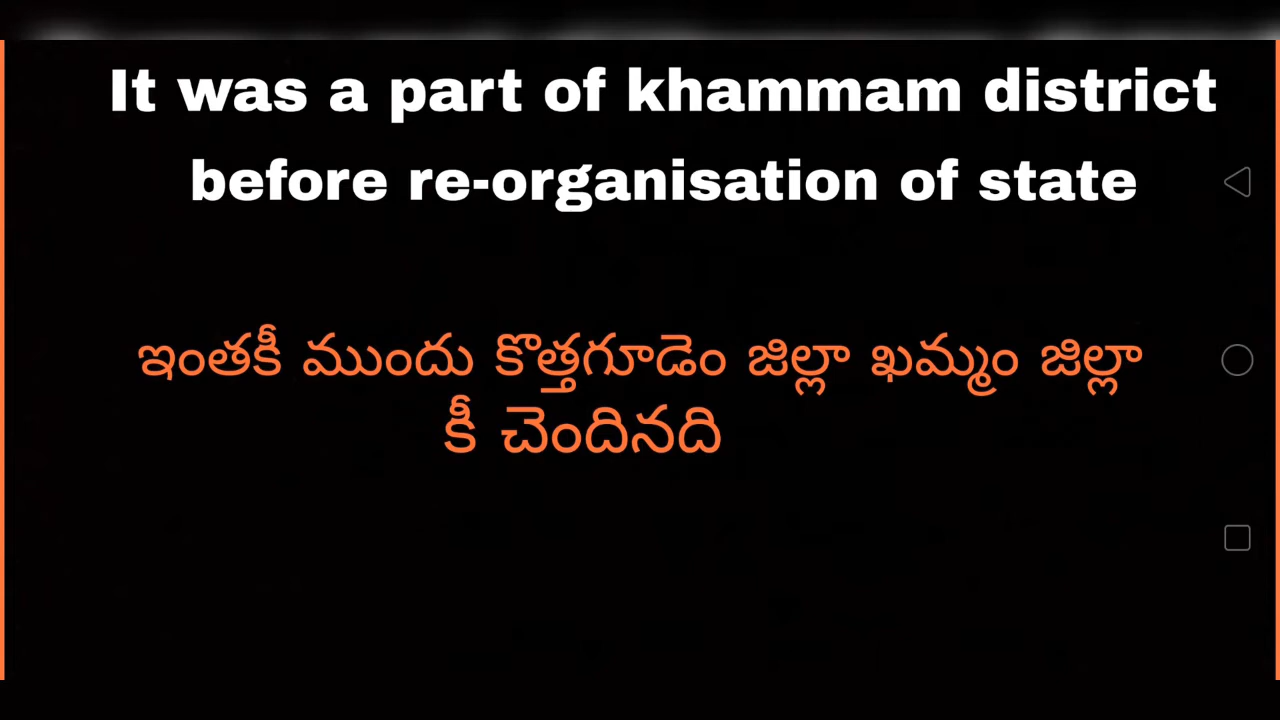 It was a part of khammam district
before re-organisation of state
ఇంతకీ ముందు కొత్తగూడెం జిల్లా ఖమ్మం జిల్లా
కీ చెందినది